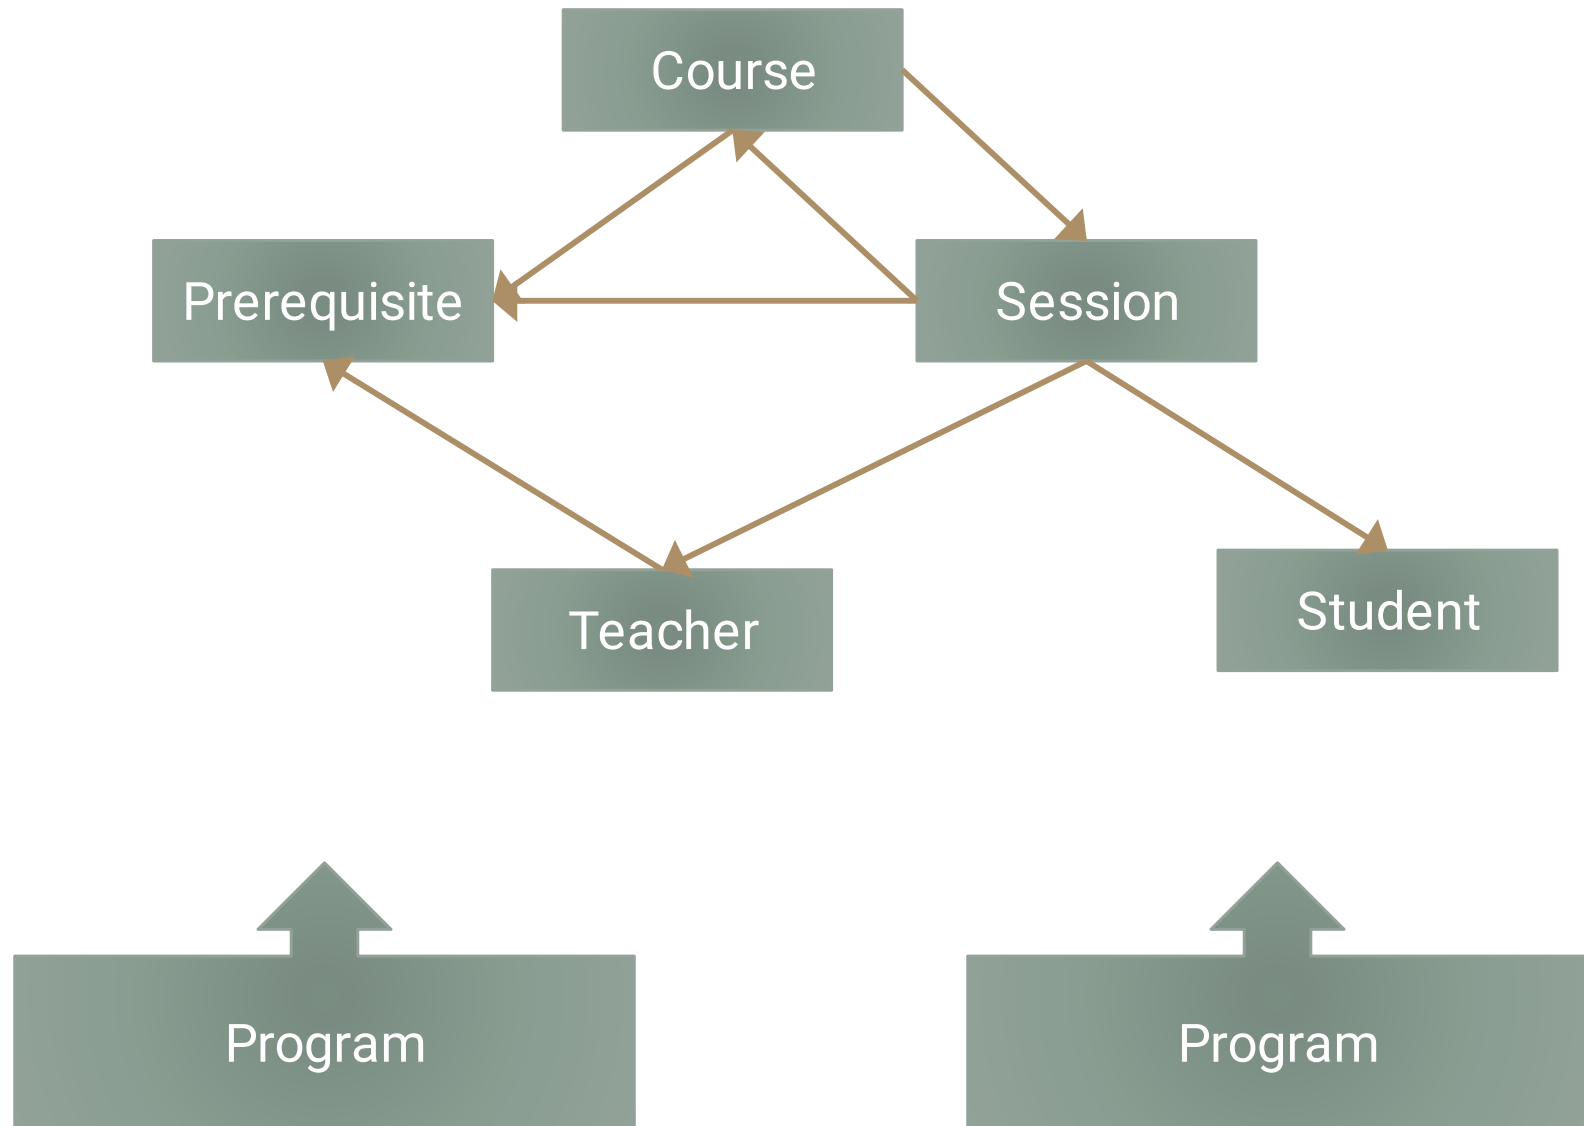 Course
Prerequisite
Session
Teacher
Student
Program
Program